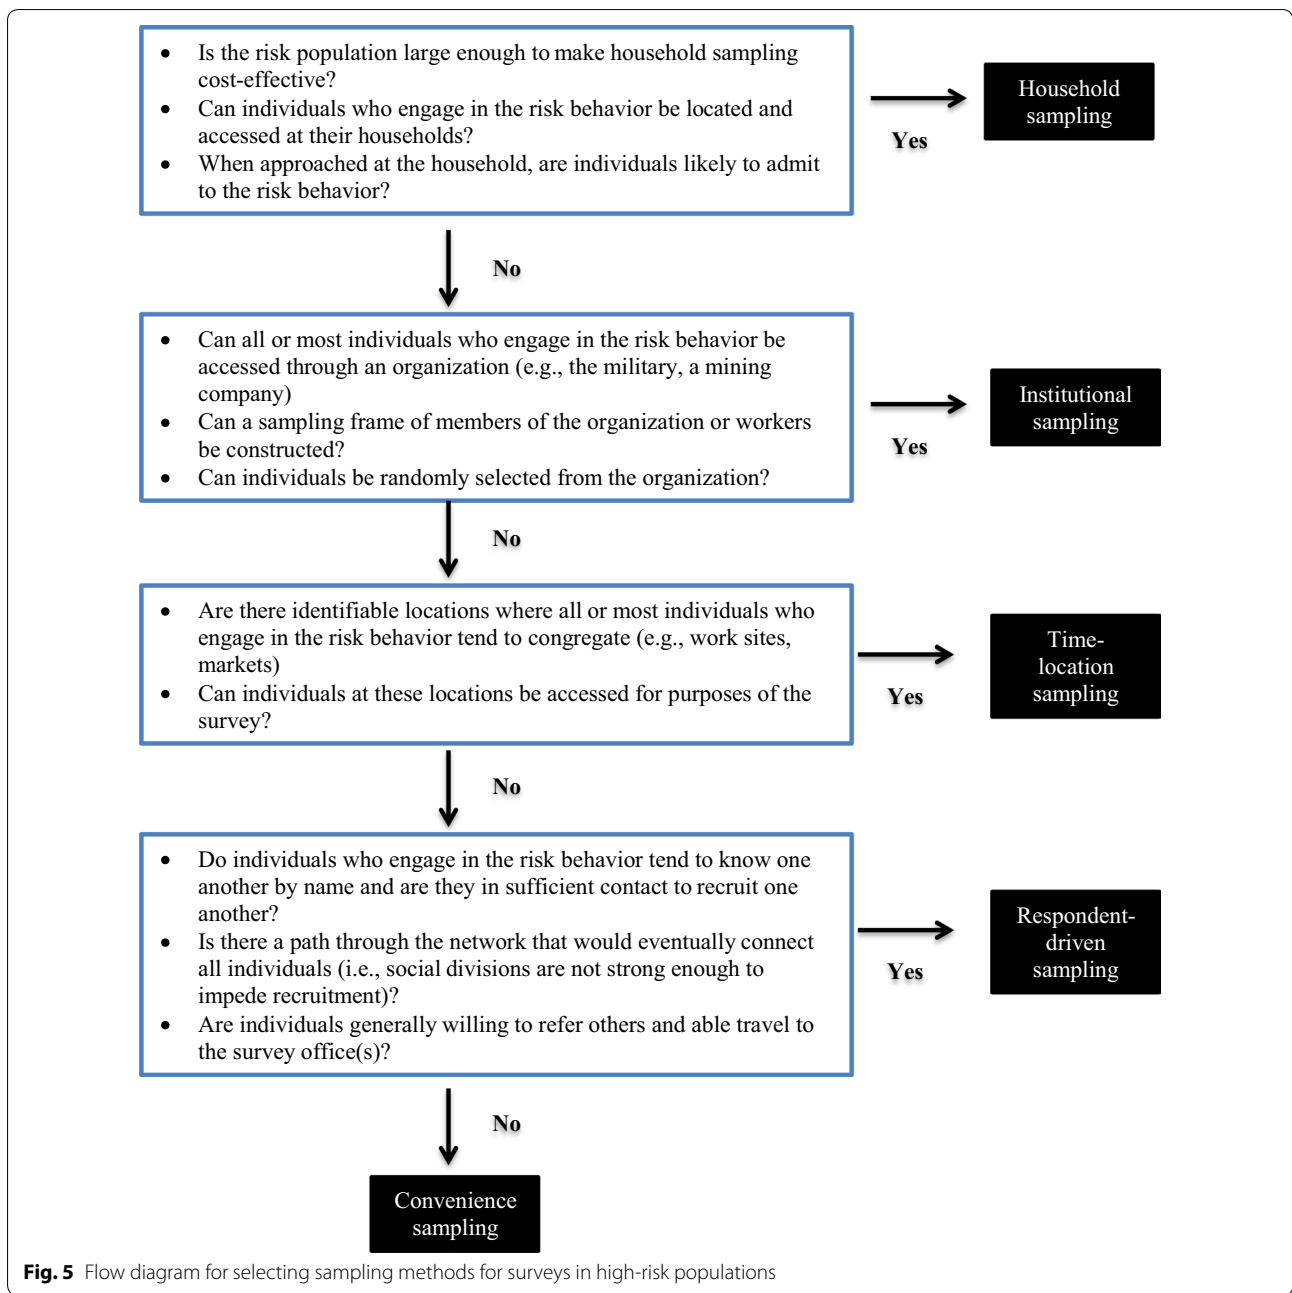 • Is the risk population large enough to make household sampling
cost-effective?
• Can individuals who engage in the risk behavior be located and
accessed at their households?
• When approached at the household, are individuals likely to admit
to the risk behavior?
Yes
Household
sampling
No
• Can all or most individuals who engage in the risk behavior be
accessed through an organization (e.g., the military, a mining
company)
• Can a sampling frame of members of the organization or workers
be constructed?
• Can individuals be randomly selected from the organization?
Yes
Institutional
sampling
No
• Are there identifiable locations where all or most individuals who
engage in the risk behavior tend to congregate (e.g., work sites,
markets)
• Can individuals at these locations be accessed for purposes of the
survey?
Yes
Time-
location
sampling
No
• Do individuals who engage in the risk behavior tend to know one
another by name and are they in sufficient contact to recruit one
another?
• Is there a path through the network that would eventually connect
all individuals (i.e., social divisions are not strong enough to
impede recruitment)?
• Are individuals generally willing to refer others and able travel to
the survey office(s)?
Yes
Respondent-
driven
sampling
No
Convenience
sampling
Fig. 5 Flow diagram for selecting sampling methods for surveys in high-risk populations